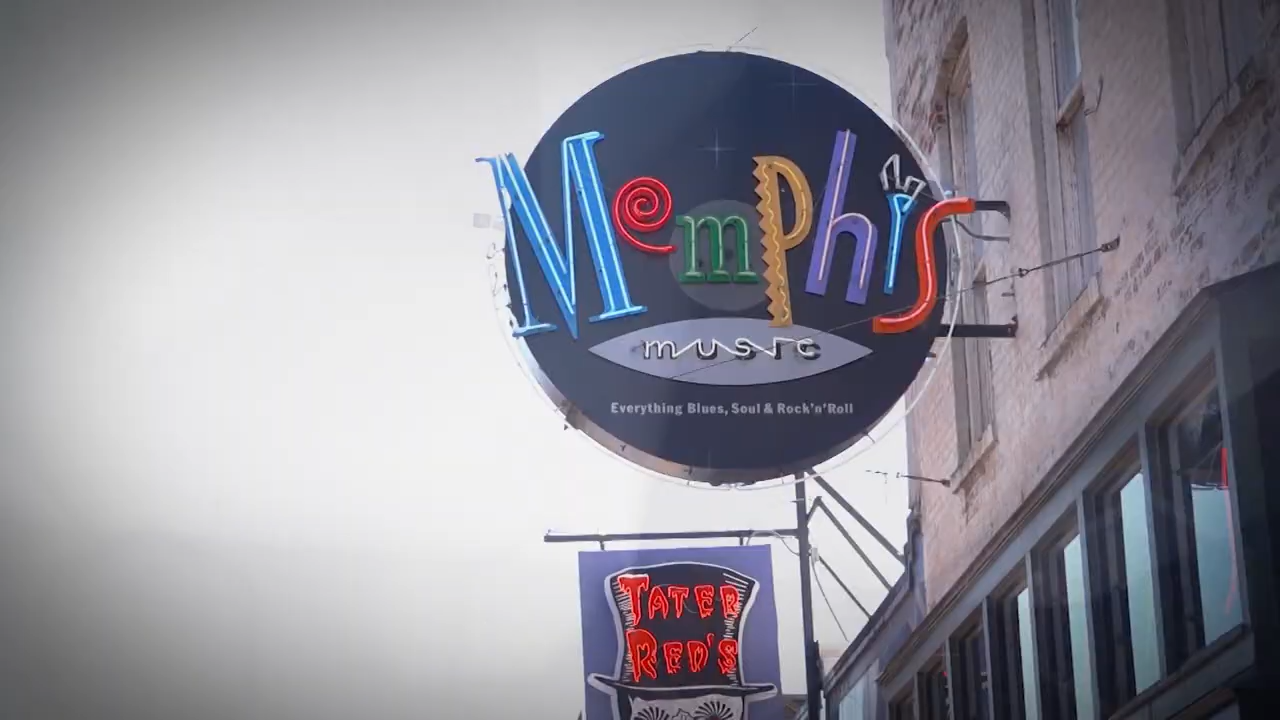 Memphis
music
Everything Blues, Soul & Rock'n'Roll
TATER
RED'S